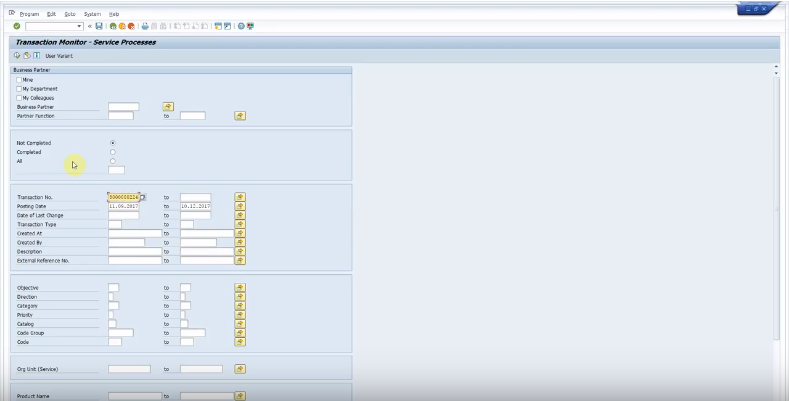 Program Edit Goto System Help
Transaction Monitor - Service Processes
User Variant
Business Partner
Mine
My Department
My Colleagues
Business Partner
Partner Function to
Not Completed
Completed
All
Transaction No. 8000000224 to
Posting Date 11.09.2017 to 10.12.2017
Date of Last Change to
Transaction Type to
Created At to
Created By to
Description to
External Reference No. to
Objective to
Direction to
Category to
Priority to
Catalog to
Code Group to
Code to
Org Unit (Service) to
Product Name to